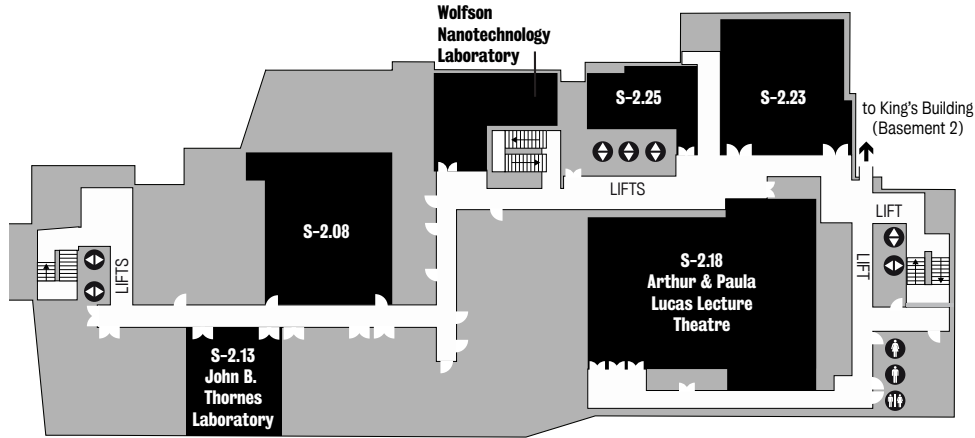 Wolfson
Nanotechnology
Laboratory
S-2.25
S-2.23
to King's Building
(Basement 2)
LIFTS
S-2.08
LIFT
LIFTS
LIFT
S-2.18
Arthur & Paula
Lucas Lecture
Theatre
S-2.13
John B.
Thornes
Laboratory